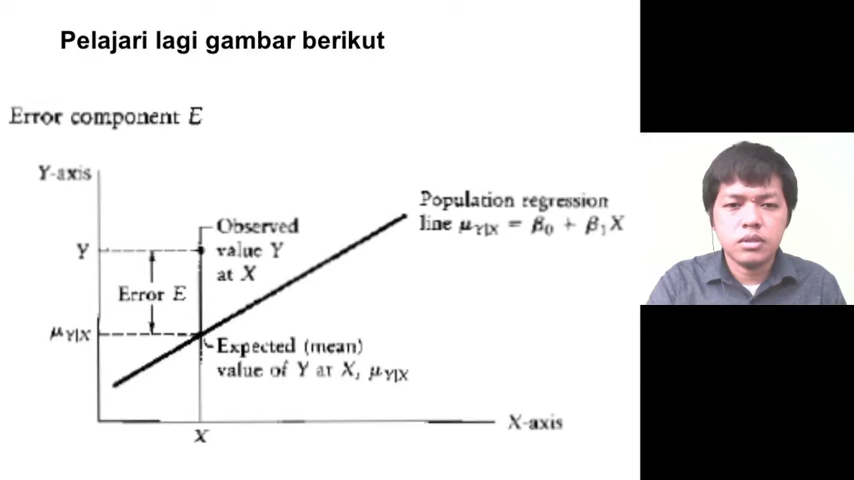 Pelajari lagi gambar berikut
Error component E
Y-axis
Population regression
line μY|X = β0 + β1X
Observed
value Y
at X
Y
Error E
μY|X
Expected (mean)
value of Y at X, μY|X
X-axis
X